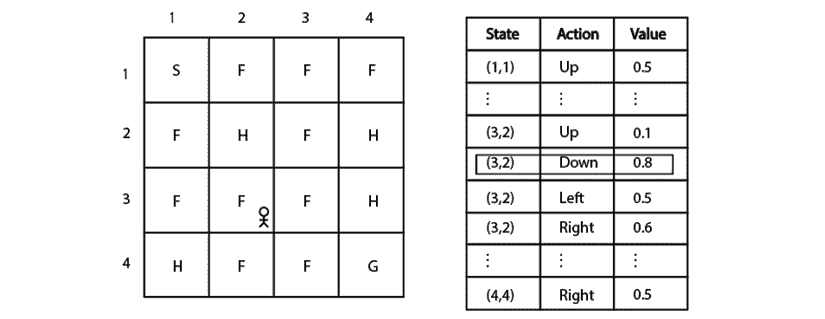 1 2 3 4
1 S F F F
2 F H F H
3 F F F H
4 H F F G
State Action Value
(1,1) Up 0.5
⋮ ⋮ ⋮
(3,2) Up 0.1
(3,2) Down 0.8
(3,2) Left 0.5
(3,2) Right 0.6
⋮ ⋮ ⋮
(4,4) Right 0.5